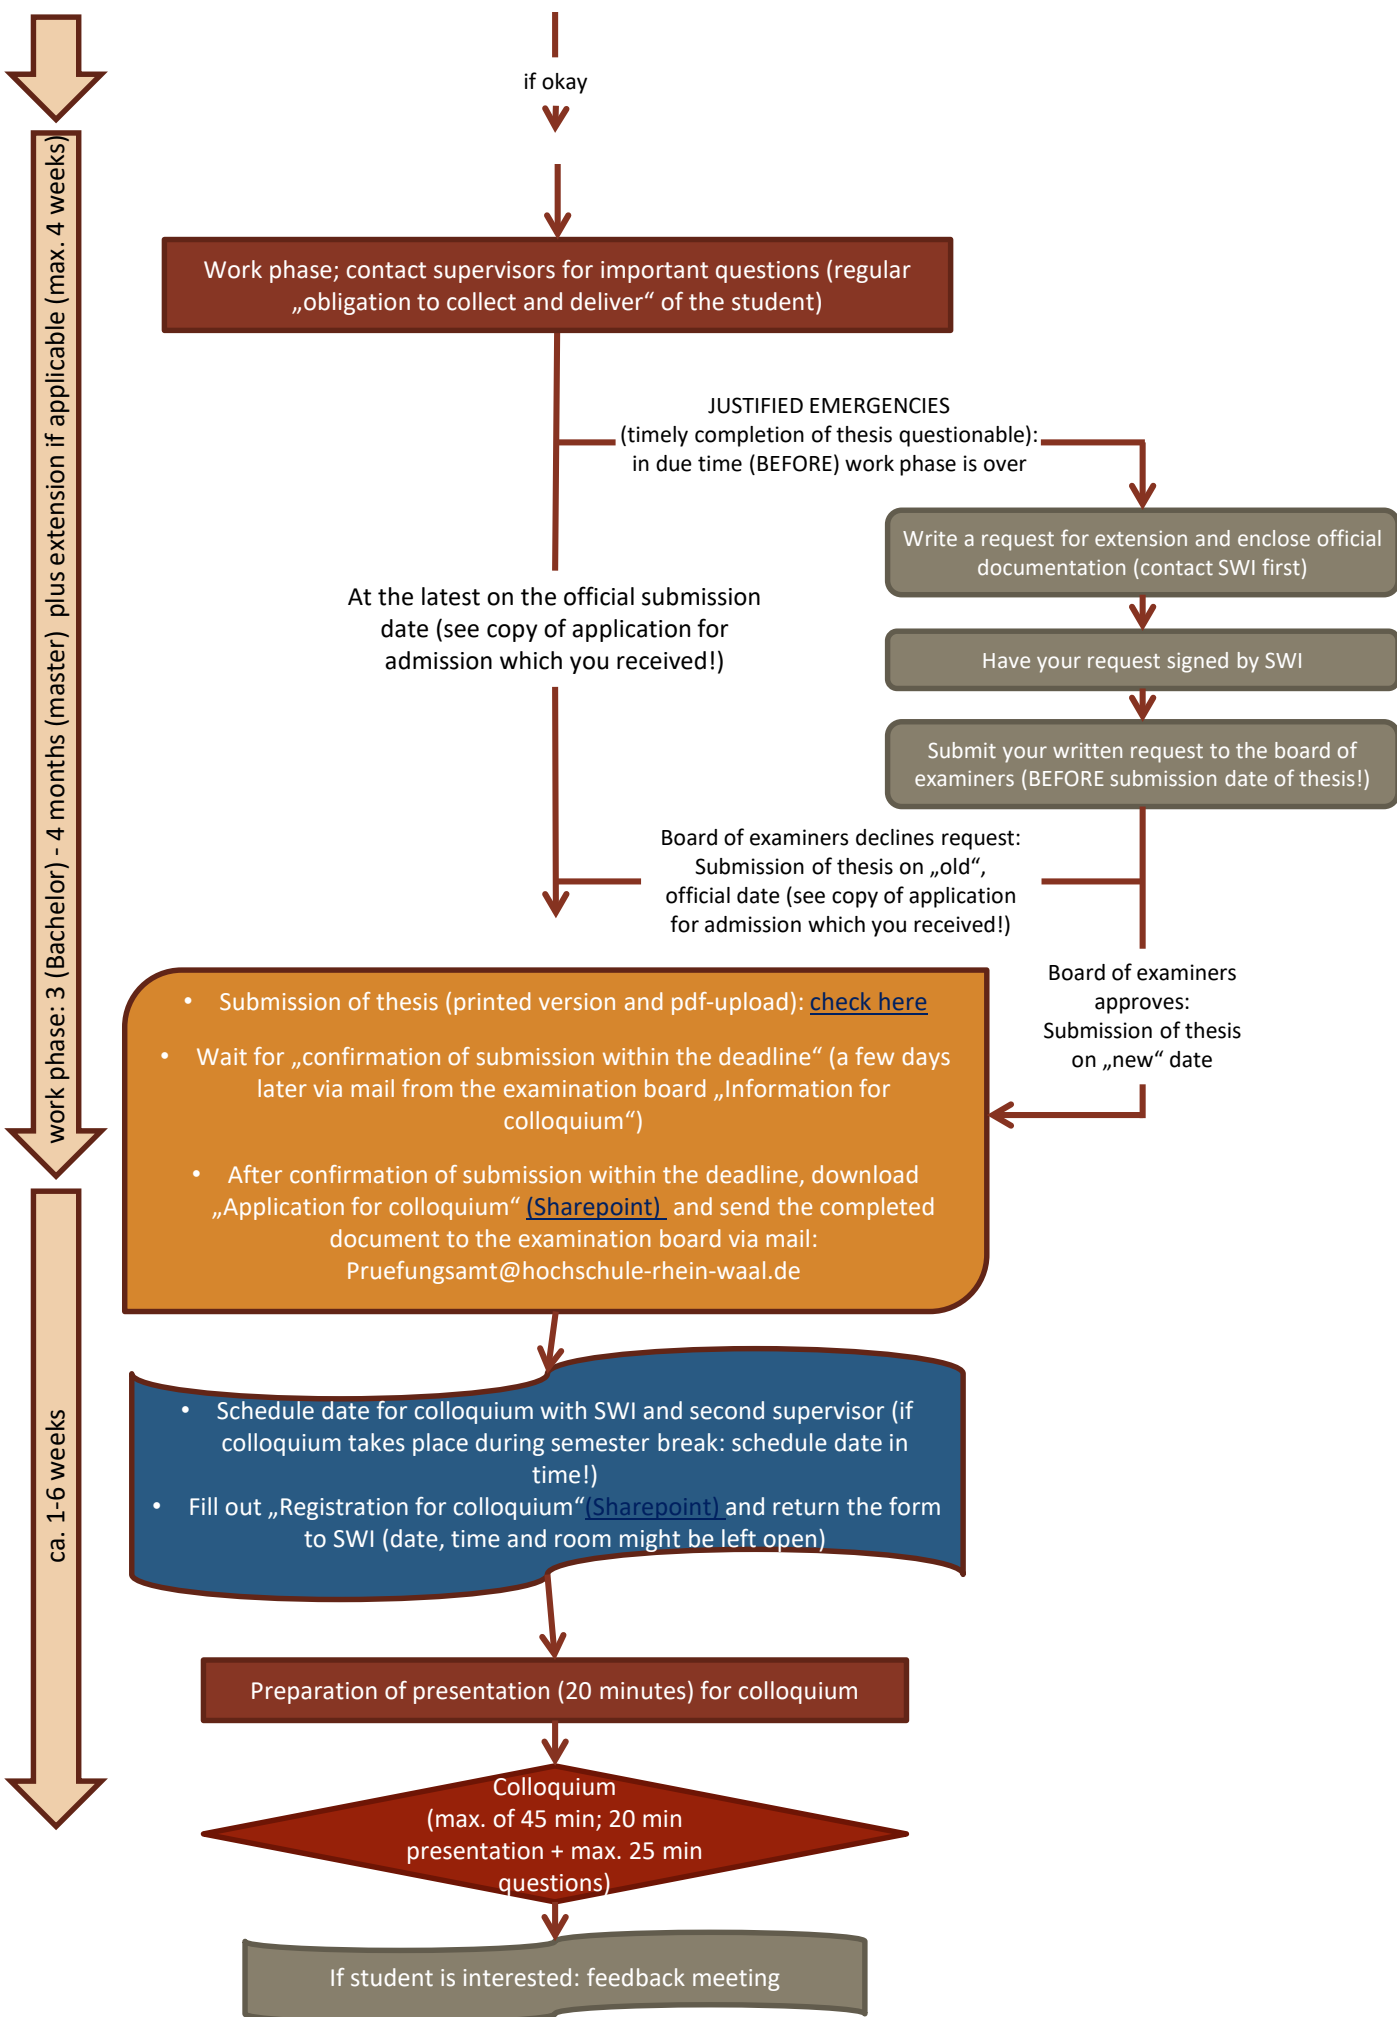 if okay
work phase: 3 (Bachelor) - 4 months (master)  plus extension if applicable (max. 4 weeks)
Work phase; contact supervisors for important questions (regular
„obligation to collect and deliver“ of the student)
JUSTIFIED EMERGENCIES
(timely completion of thesis questionable):
in due time (BEFORE) work phase is over
Write a request for extension and enclose official
documentation (contact SWI first)
At the latest on the official submission
date (see copy of application for
admission which you received!)
Have your request signed by SWI
Submit your written request to the board of
examiners (BEFORE submission date of thesis!)
Board of examiners declines request:
Submission of thesis on „old“,
official date (see copy of application
for admission which you received!)
Board of examiners
approves:
Submission of thesis
on „new“ date
• Submission of thesis (printed version and pdf-upload): check here
• Wait for „confirmation of submission within the deadline“ (a few days
later via mail from the examination board „Information for
colloquium“)
• After confirmation of submission within the deadline, download
„Application for colloquium“ (Sharepoint) and send the completed
document to the examination board via mail:
Pruefungsamt@hochschule-rhein-waal.de
ca. 1-6 weeks
• Schedule date for colloquium with SWI and second supervisor (if
colloquium takes place during semester break: schedule date in
time!)
• Fill out „Registration for colloquium“(Sharepoint) and return the form
to SWI (date, time and room might be left open)
Preparation of presentation (20 minutes) for colloquium
Colloquium
(max. of 45 min; 20 min
presentation + max. 25 min
questions)
If student is interested: feedback meeting